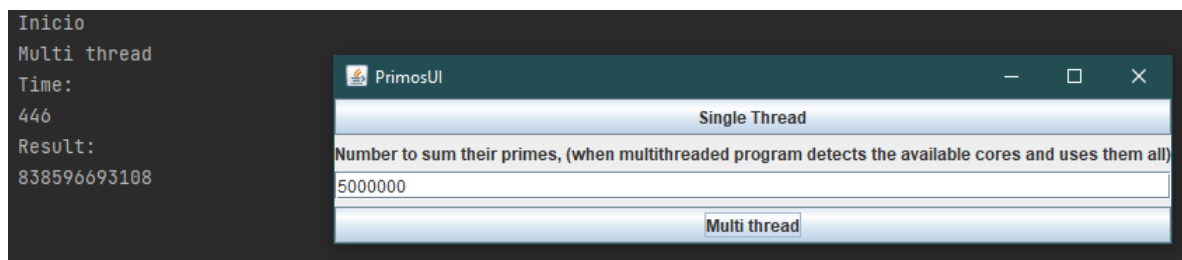 Inicio
Multi thread
Time:
446
Result:
838596693108
PrimosUI
Single Thread
Number to sum their primes, (when multithreaded program detects the available cores and uses them all)
5000000
Multi thread